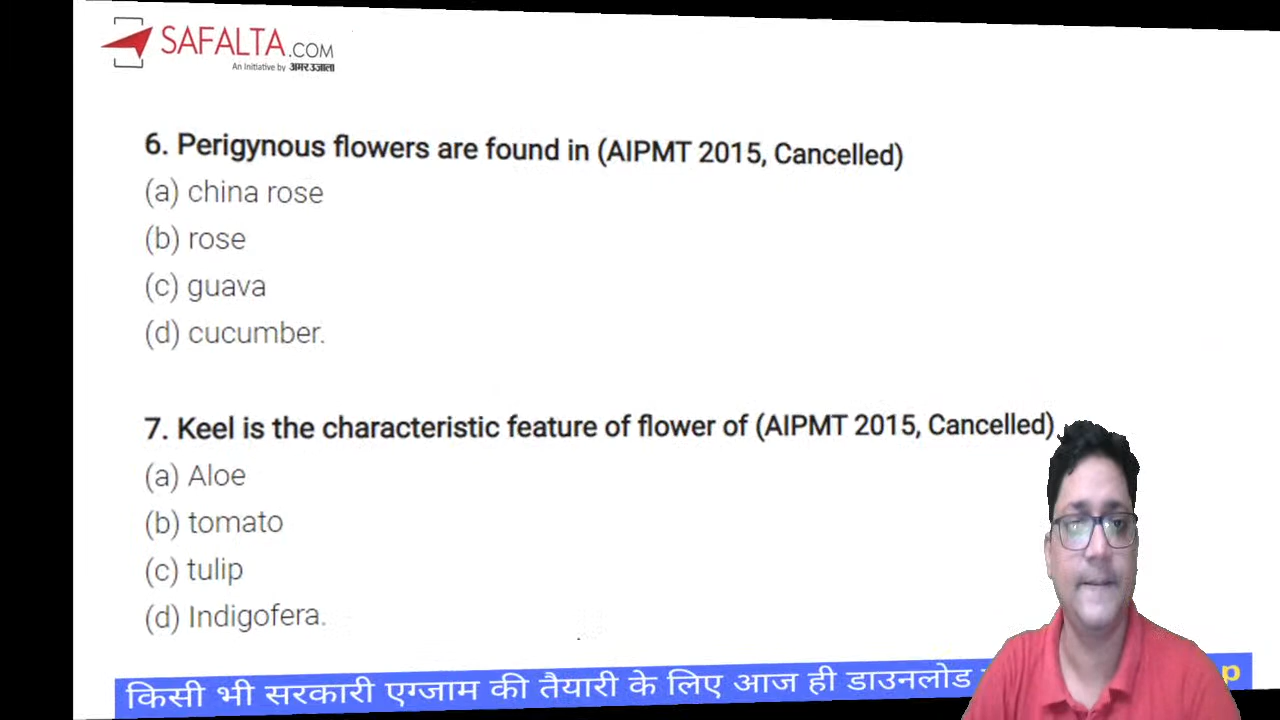 SAFALTA.COM
An Initiative by अमर उजाला
6. Perigynous flowers are found in (AIPMT 2015, Cancelled)
(a) china rose
(b) rose
(c) guava
(d) cucumber.
7. Keel is the characteristic feature of flower of (AIPMT 2015, Cancelled)
(a) Aloe
(b) tomato
(c) tulip
(d) Indigofera.
किसी भी सरकारी एग्जाम की तैयारी के लिए आज ही डाउनलोड